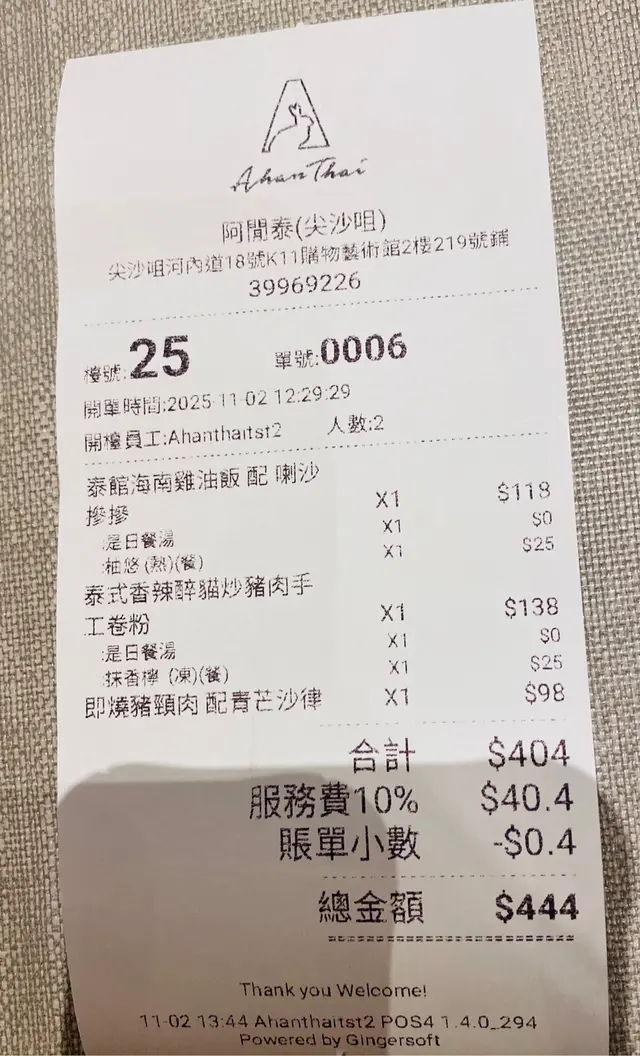 AhanThai
阿閒泰(尖沙咀)
尖沙咀河內道18號K11購物藝術館2樓219號鋪
39969226
檯號:25 單號:0006
開單時間:2025-11-02 12:29:29
開檯員工:Ahanthaitst2 人數:2
泰館海南雞油飯 配 喇沙
摻摻 X1 $118
:是日餐湯 X1 $0
:柚悠 (熱)(餐) X1 $25
泰式香辣醉貓炒豬肉手
工卷粉 X1 $138
:是日餐湯 X1 $0
:抹香檸 (凍)(餐) X1 $25
即燒豬頸肉 配青芒沙律 X1 $98
合計 $404
服務費10% $40.4
賬單小數 -$0.4
總金額 $444
Thank you Welcome!
11-02 13:44 Ahanthaitst2 POS4 1.4.0_294
Powered by Gingersoft